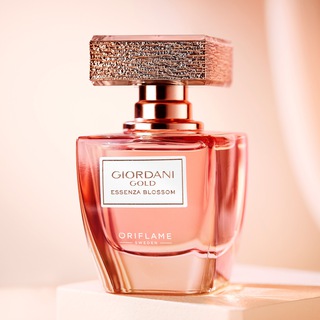 GIORDANI
GOLD
ESSENZA BLOSSOM
ORIFLAME
SWEDEN